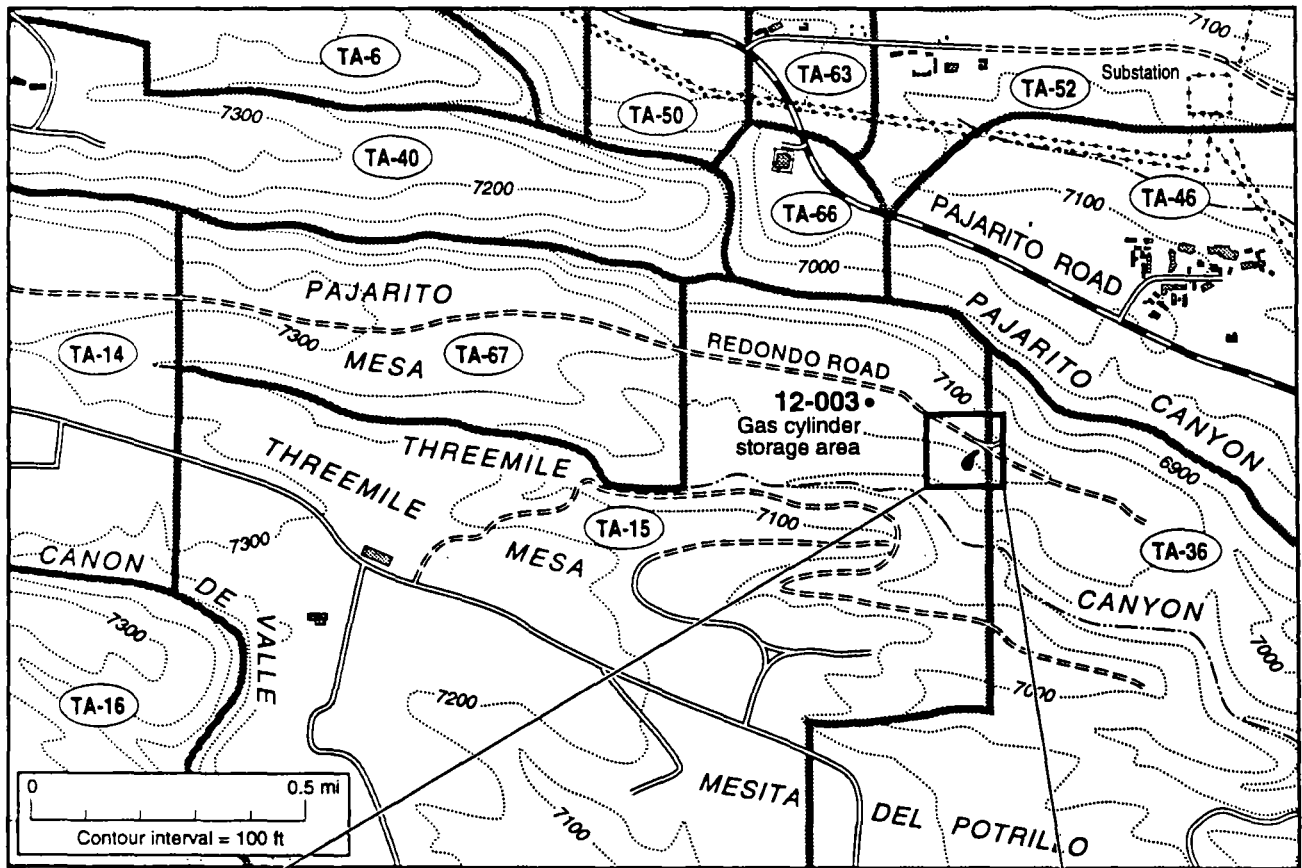 7100
TA-6
TA-63
Substation
TA-52
7300
TA-50
TA-40
7200
7100
TA-46
TA-66
PAJARITO ROAD
7000
PAJARITO
7300
MESA
TA-67
TA-14
REDONDO ROAD
7100
PAJARITO CANYON
12-003
Gas cylinder
storage area
6900
THREEMILE
THREEMILE
MESA
TA-15
7100
TA-36
CANYON
7300
CANON DE VALLE
7300
7000
7000
TA-16
7200
MESITA DEL POTRILLO
7100
0 0.5 mi
Contour interval = 100 ft